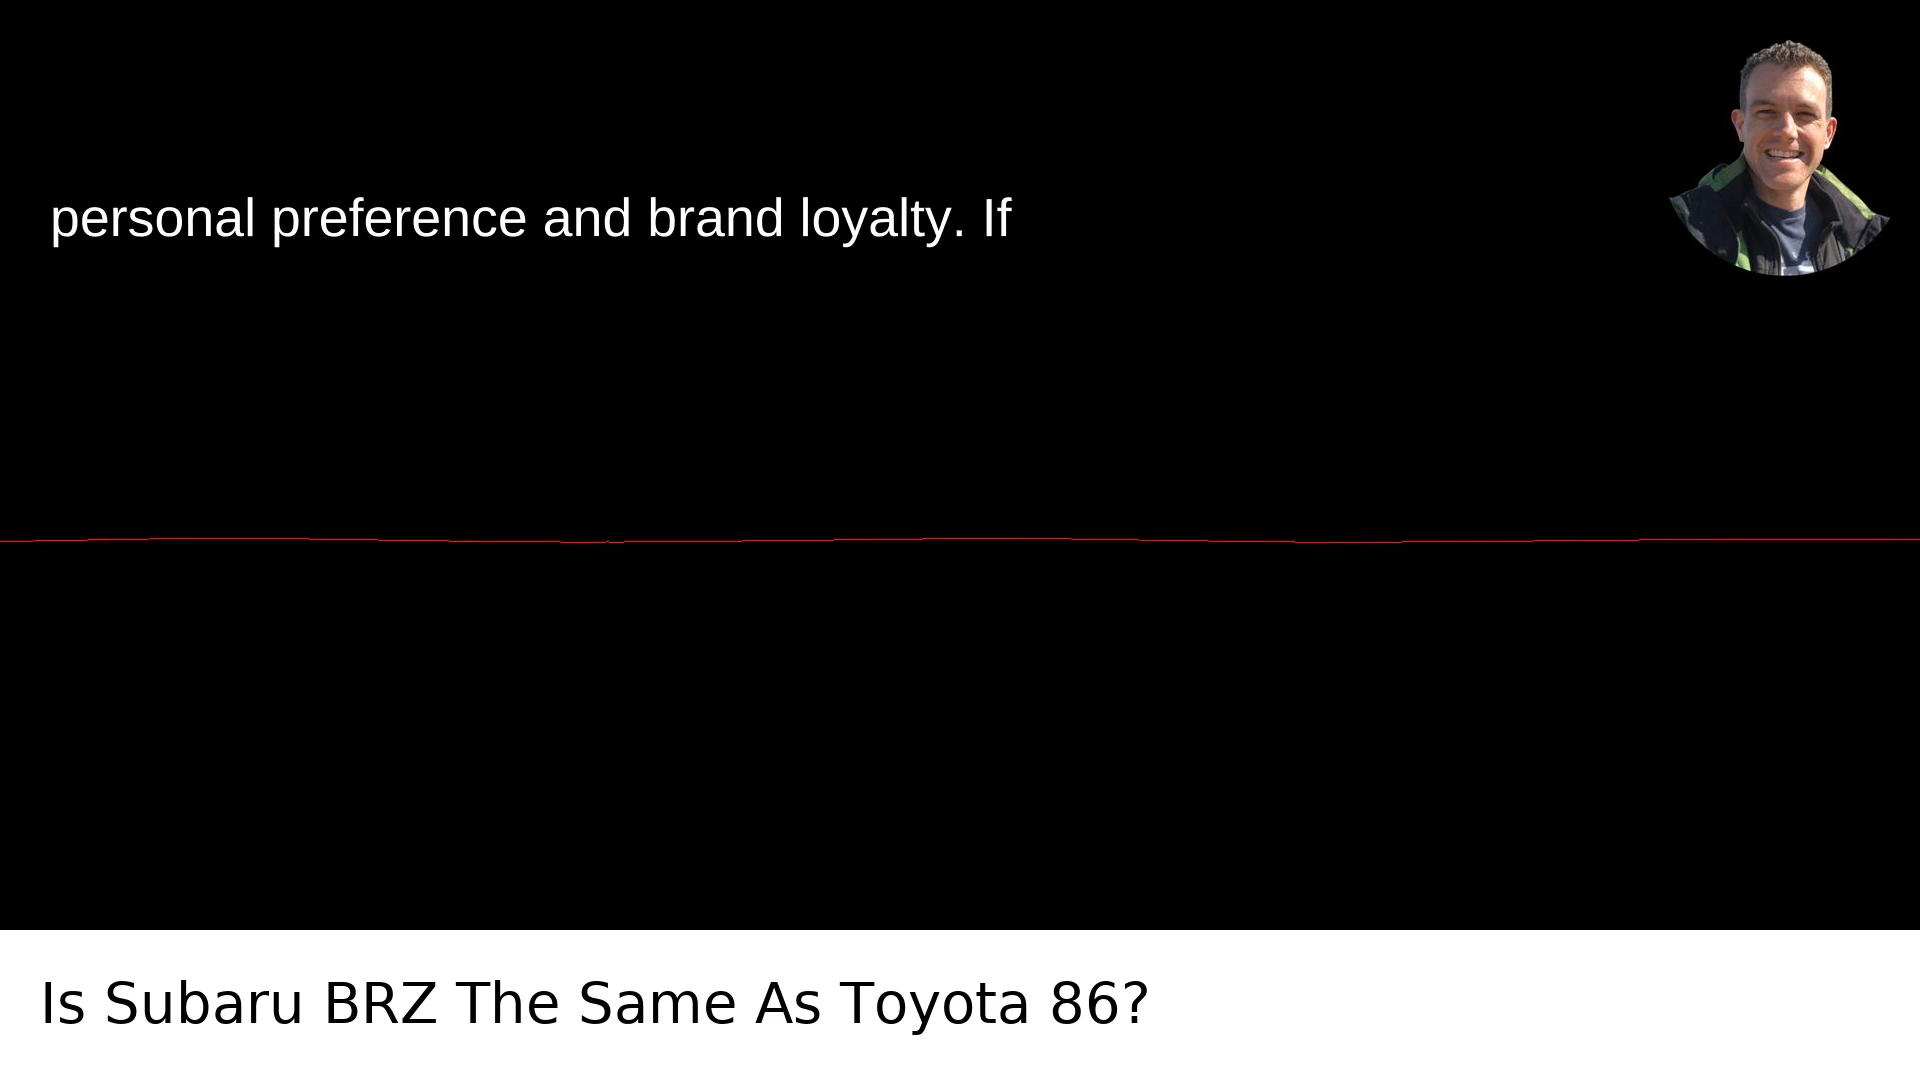 personal preference and brand loyalty. If
Is Subaru BRZ The Same As Toyota 86?